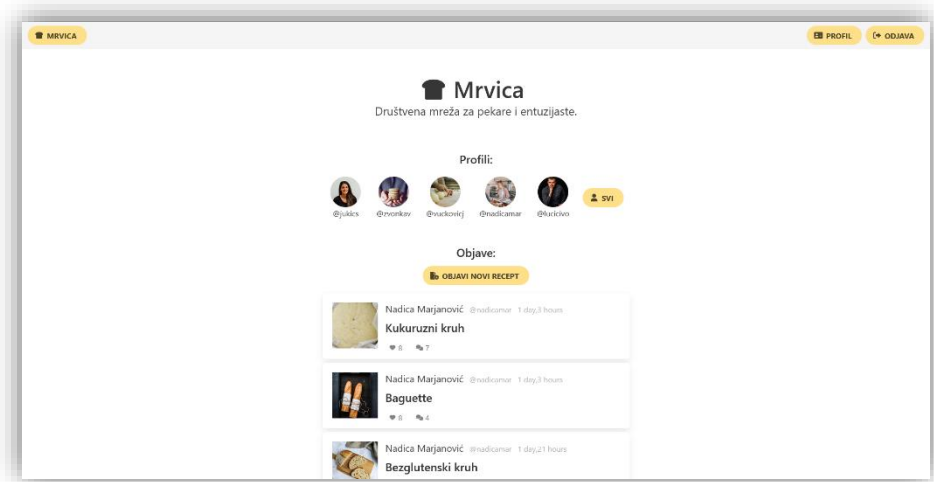 MRVICA
PROFIL ODJAVA
Mrvica
Društvena mreža za pekare i entuzijaste.
Profili:
@jukics @zvonkav @vuckovicj @nadicamar @lucicivo SVI
Objave:
OBJAVI NOVI RECEPT
Nadica Marjanović @nadicamar 1 day,3 hours
Kukuruzni kruh
8 7
Nadica Marjanović @nadicamar 1 day,3 hours
Baguette
8 4
Nadica Marjanović @nadicamar 1 day,21 hours
Bezglutenski kruh